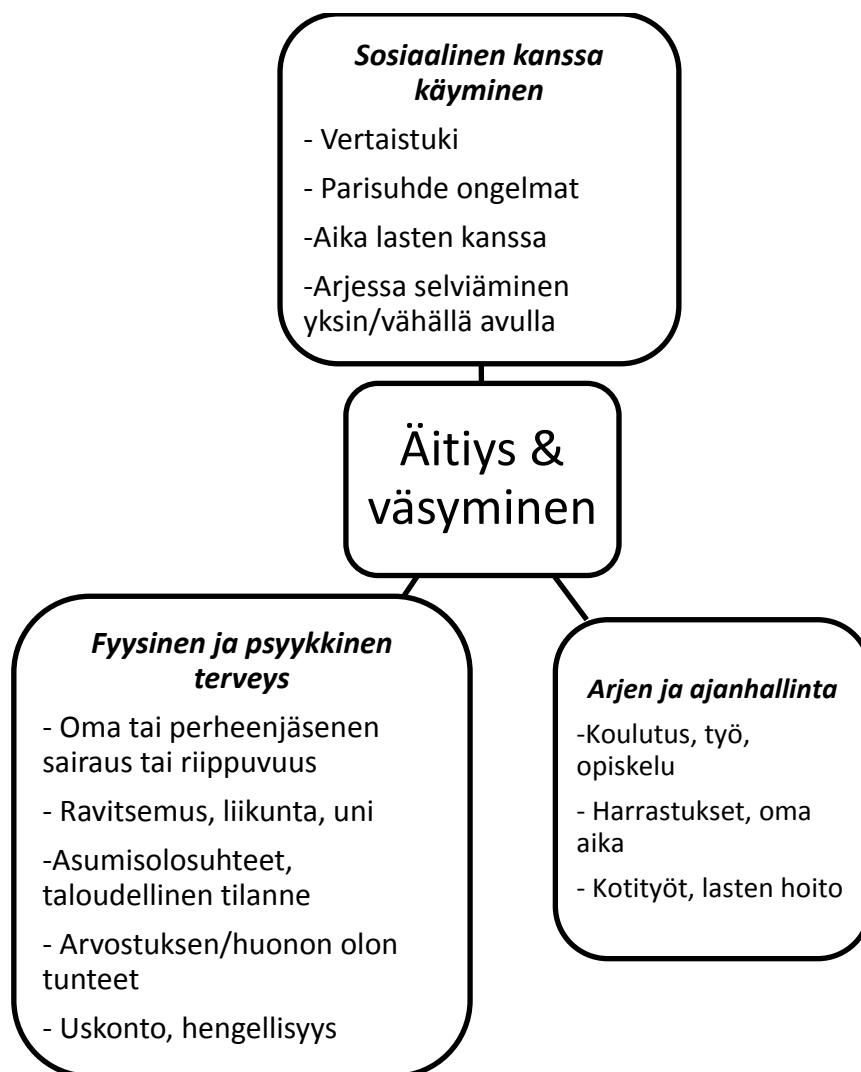 Sosiaalinen kanssa
käyminen
- Vertaistuki
- Parisuhde ongelmat
-Aika lasten kanssa
-Arjessa selviäminen
yksin/vähällä avulla
Äitiys &
väsyminen
Fyysinen ja psyykkinen
terveys
- Oma tai perheenjäsenen
sairaus tai riippuvuus
- Ravitsemus, liikunta, uni
-Asumisolosuhteet,
taloudellinen tilanne
- Arvostuksen/huonon olon
tunteet
- Uskonto, hengellisyys
Arjen ja ajanhallinta
-Koulutus, työ,
opiskelu
- Harrastukset, oma
aika
- Kotityöt, lasten hoito